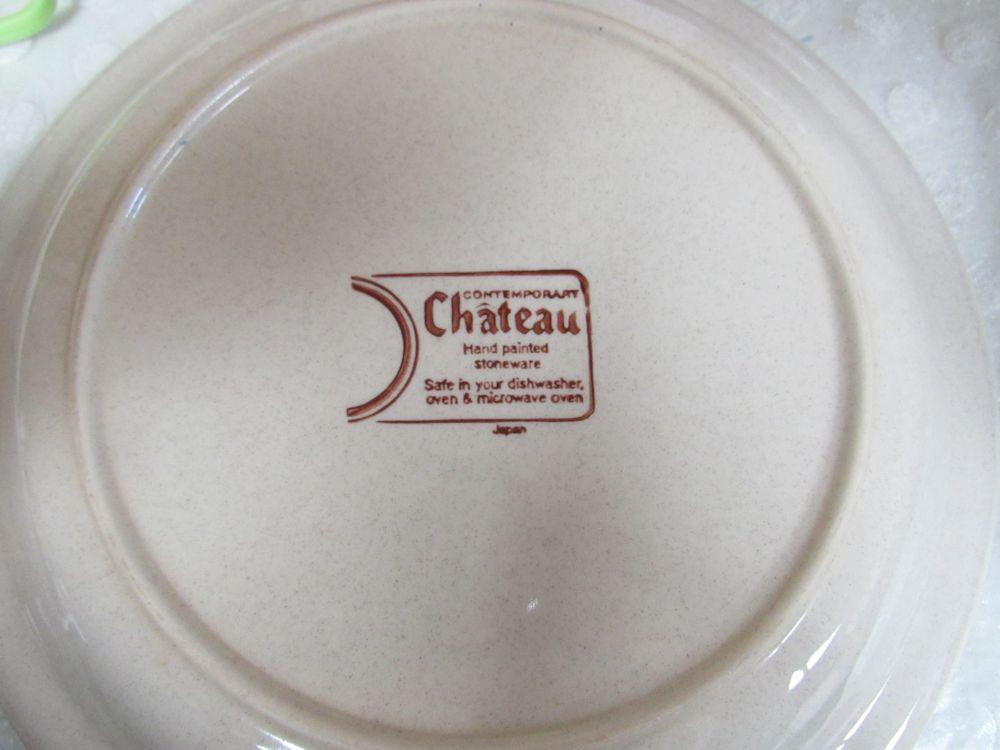 CONTEMPORARY
Château
Hand painted
stoneware
Safe in your dishwasher,
oven & microwave oven
Japan